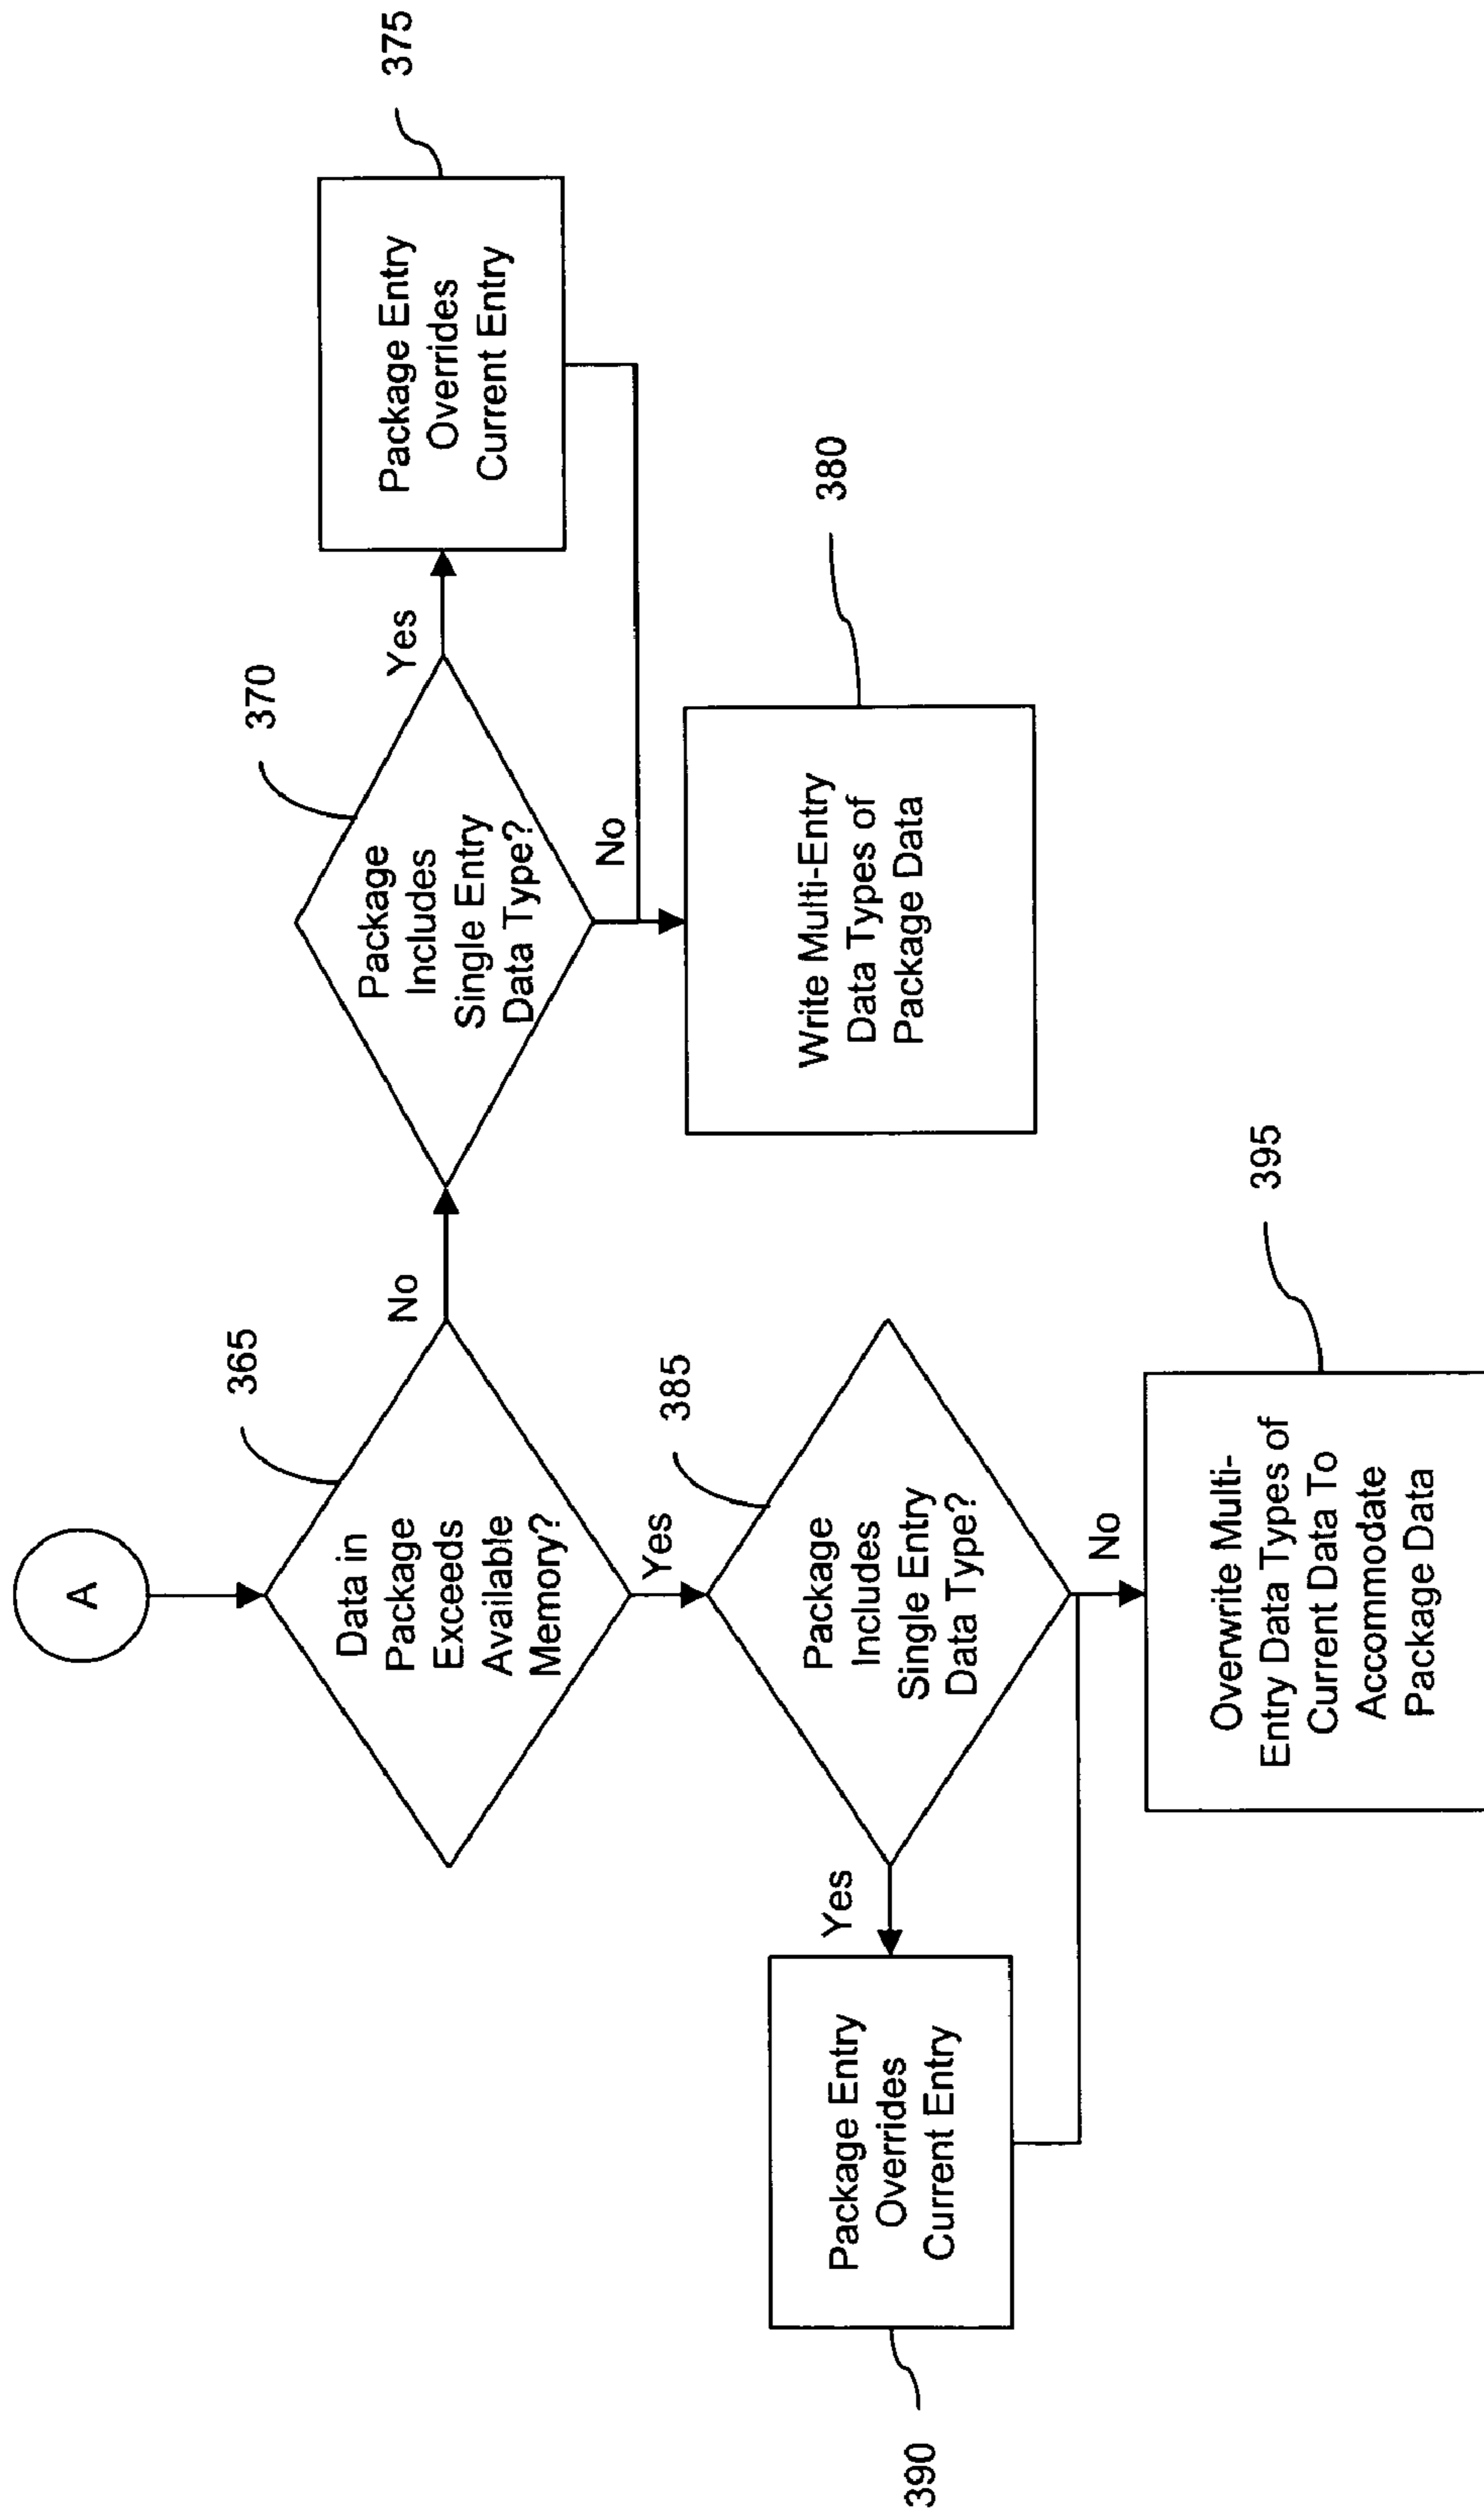 A
365
Data in
Package
Exceeds
Available
Memory?
No
370
Package
Includes
Single Entry
Data Type?
Yes
375
Package Entry
Overrides
Current Entry
No
380
Write Multi-Entry
Data Types of
Package Data
Yes
385
Package
Includes
Single Entry
Data Type?
Yes
390
Package Entry
Overrides
Current Entry
No
395
Overwrite Multi-
Entry Data Types of
Current Data To
Accommodate
Package Data